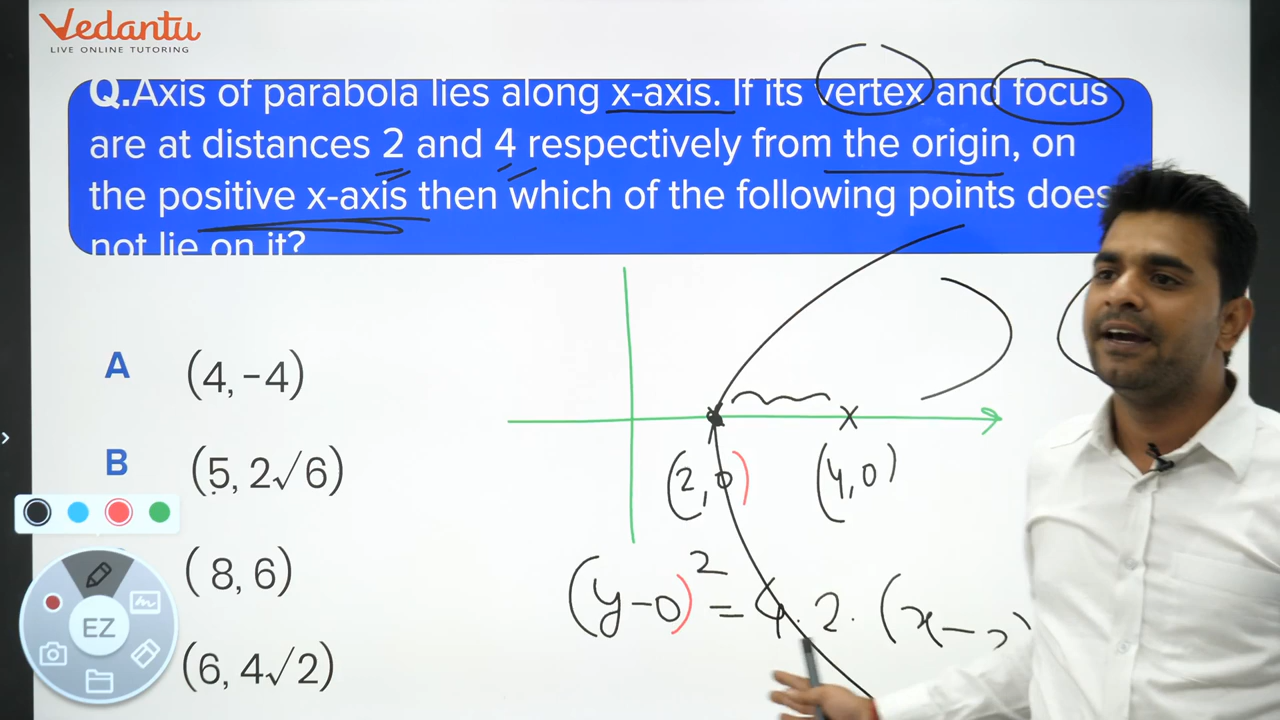 Vedantu
LIVE ONLINE TUTORING
Q.Axis of parabola lies along x-axis. If its vertex and focus
are at distances 2 and 4 respectively from the origin, on
the positive x-axis then which of the following points does
not lie on it?
A (4, -4)
B (5, 2√6)
( 8, 6)
(6, 4√2)
(2,0) (4,0)
(y-0)² = 4.2. (x-2)
EZ